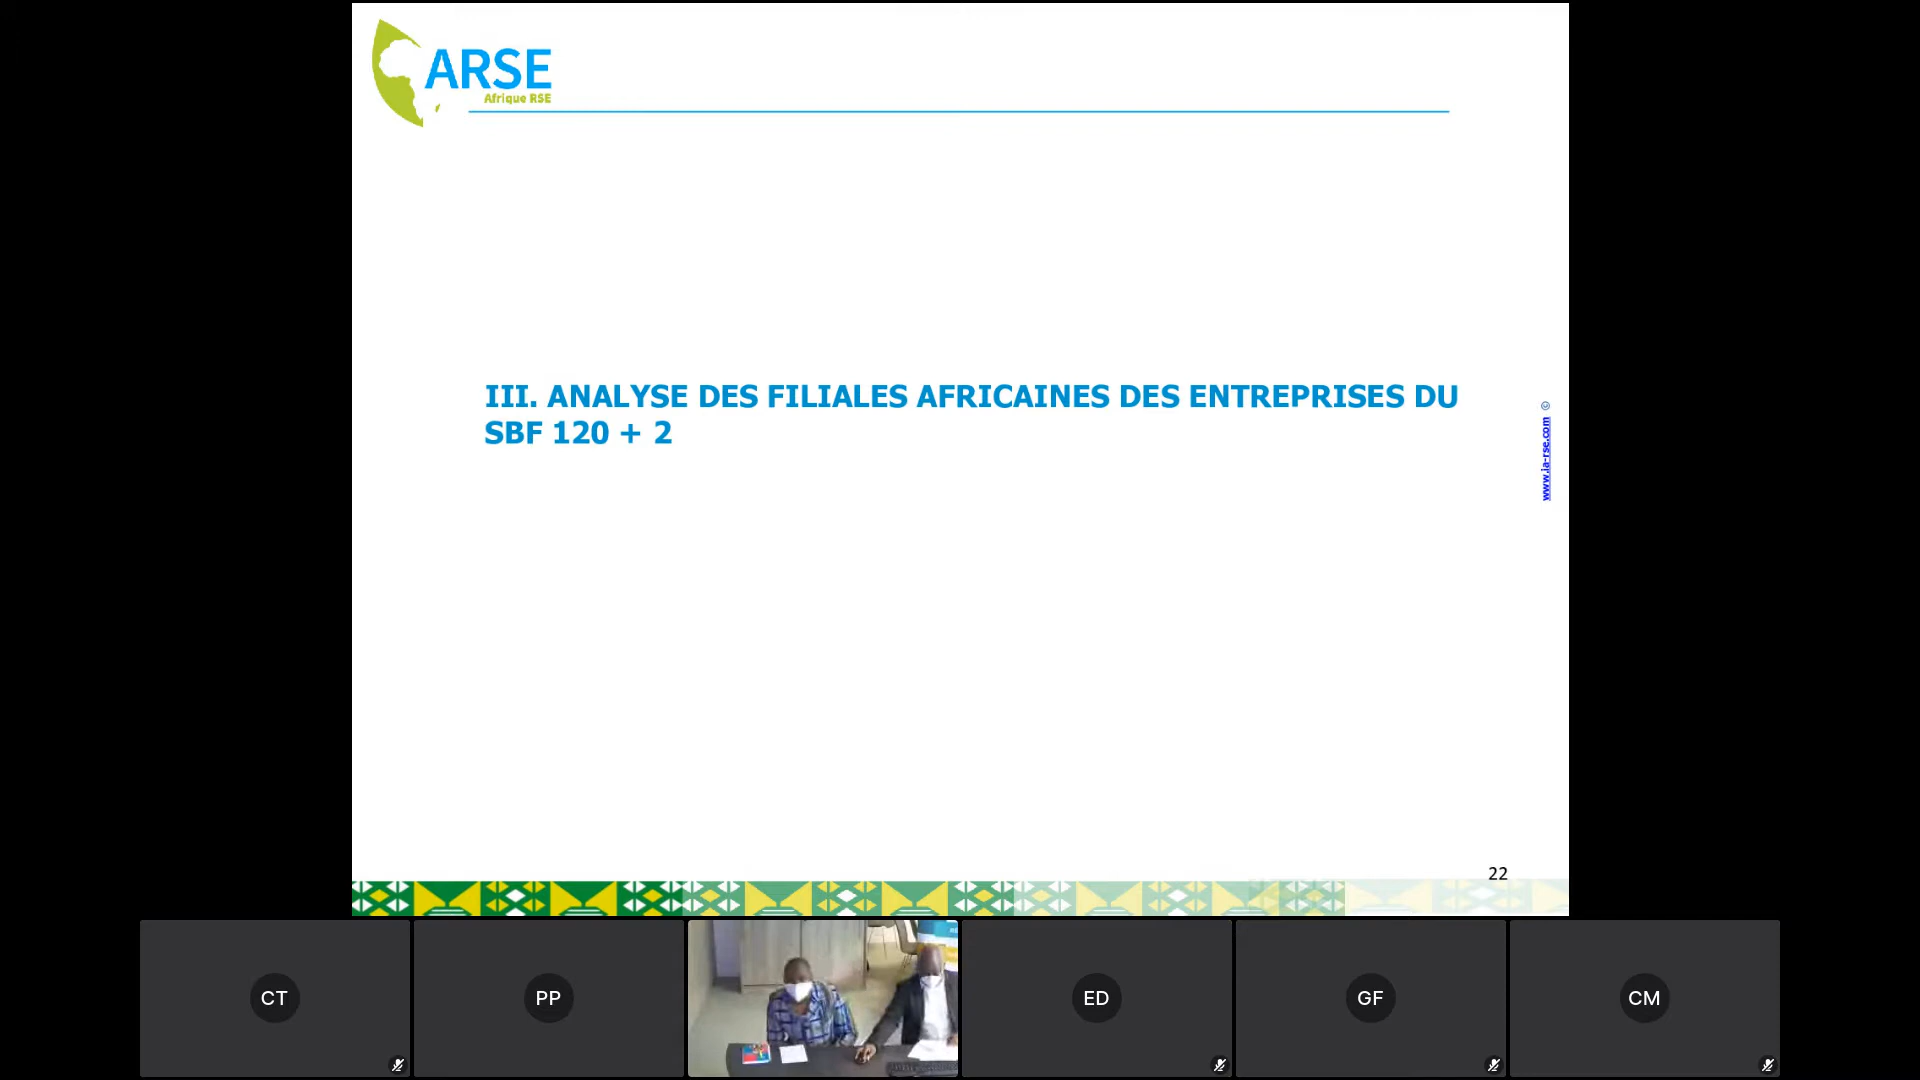 ARSE
Afrique RSE
III. ANALYSE DES FILIALES AFRICAINES DES ENTREPRISES DU
SBF 120 + 2
www.ia-rse.com ©
22
CT
PP
ED
GF
CM